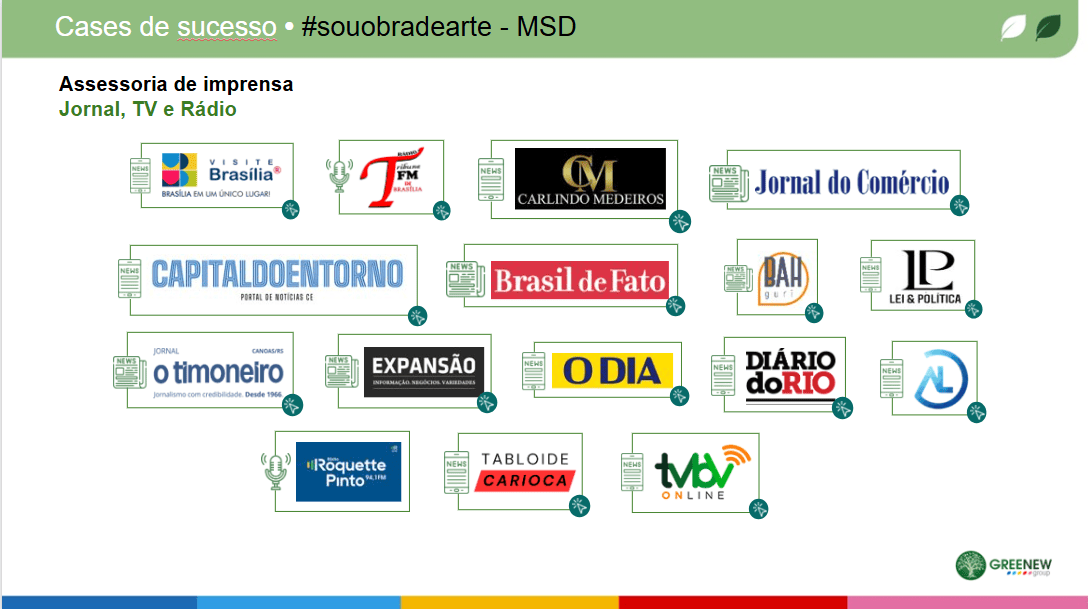 Cases de sucesso • #souobradearte - MSD
Assessoria de imprensa
Jornal, TV e Rádio
NEWS
VISITE
Brasília®
BRASÍLIA EM UM ÚNICO LUGAR!
RÁDIO
Tribuna
FM
DE
BRASÍLIA
NEWS
CM
CARLINDO MEDEIROS
NEWS
Jornal do Comércio
NEWS
CAPITALDOENTORNO
PORTAL DE NOTÍCIAS CE
NEWS
Brasil de Fato
NEWS
BAH
guri
NEWS
LP
LEI & POLÍTICA
NEWS
JORNAL CANOAS/RS
o timoneiro
Jornalismo com credibilidade. Desde 1966
NEWS
EXPANSÃO
INFORMAÇÃO. NEGÓCIOS. VARIEDADES
NEWS
O DIA
NEWS
DIÁRIO
doRIO
NEWS
AL
Rádio
Roquette
Pinto
94,1FM
NEWS
TABLOIDE
CARIOCA
NEWS
tvbv
ONLINE
GREENEW
group